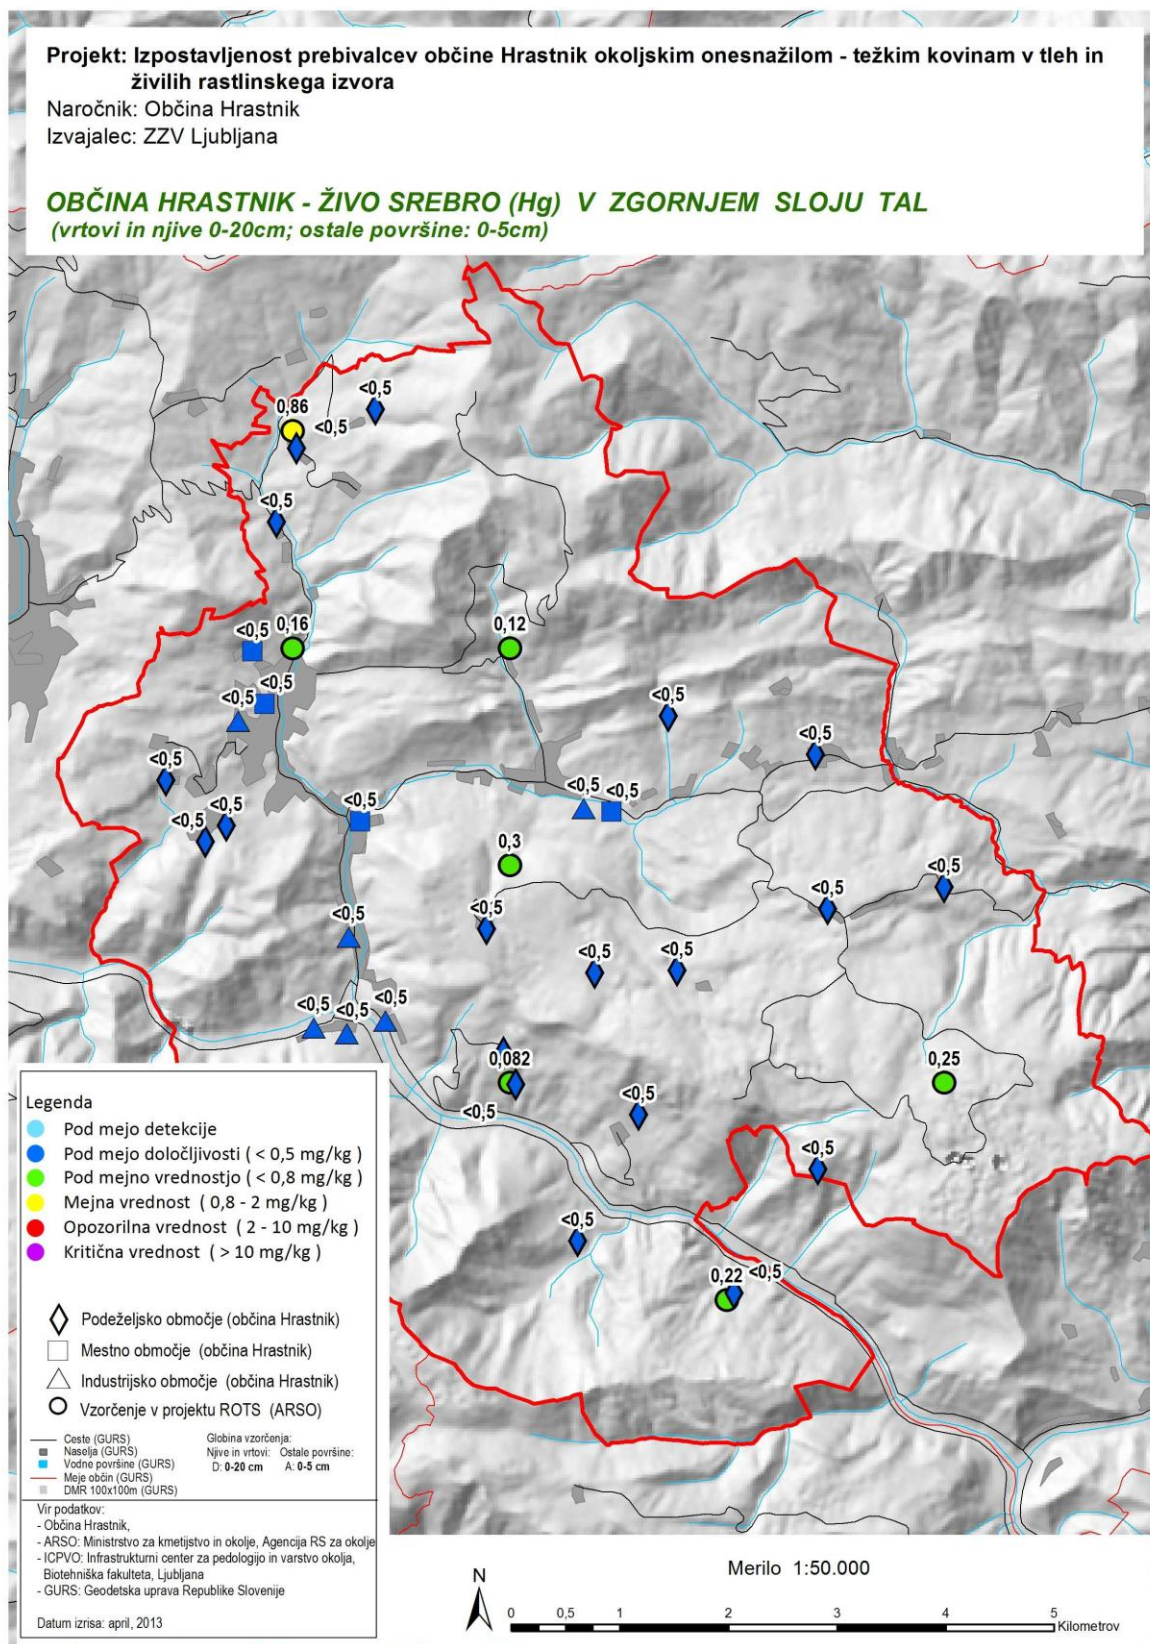 Projekt: Izpostavljenost prebivalcev občine Hrastnik okoljskim onesnažilom - težkim kovinam v tleh in
živilih rastlinskega izvora
Naročnik: Občina Hrastnik
Izvajalec: ZZV Ljubljana
OBČINA HRASTNIK - ŽIVO SREBRO (Hg) V ZGORNJEM SLOJU TAL
(vrtovi in njive 0-20cm; ostale površine: 0-5cm)
<0,5
0,86
<0,5
<0,5
<0,5
0,16
0,12
<0,5
<0,5
<0,5
<0,5
<0,5
<0,5
<0,5
<0,5
<0,5
<0,5
0,3
<0,5
<0,5
<0,5
<0,5
<0,5
<0,5
<0,5
<0,5
<0,5
0,082
0,25
<0,5
<0,5
<0,5
<0,5
0,22
<0,5
Legenda
Pod mejo detekcije
Pod mejo določljivosti ( < 0,5 mg/kg )
Pod mejno vrednostjo ( < 0,8 mg/kg )
Mejna vrednost ( 0,8 - 2 mg/kg )
Opozorilna vrednost ( 2 - 10 mg/kg )
Kritična vrednost ( > 10 mg/kg )
Podeželjsko območje (občina Hrastnik)
Mestno območje (občina Hrastnik)
Industrijsko območje (občina Hrastnik)
Vzorčenje v projektu ROTS (ARSO)
Ceste (GURS)
Naselja (GURS)
Vodne površine (GURS)
Meje občin (GURS)
DMR 100x100m (GURS)
Globina vzorčenja:
Njive in vrtovi: Ostale površine:
D: 0-20 cm A: 0-5 cm
Vir podatkov:
- Občina Hrastnik,
- ARSO: Ministrstvo za kmetijstvo in okolje, Agencija RS za okolje
- ICPVO: Infrastrukturni center za pedologijo in varstvo okolja,
Biotehniška fakulteta, Ljubljana
- GURS: Geodetska uprava Republike Slovenije
Datum izrisa: april, 2013
Merilo 1:50.000
N
0 0,5 1 2 3 4 5
Kilometrov